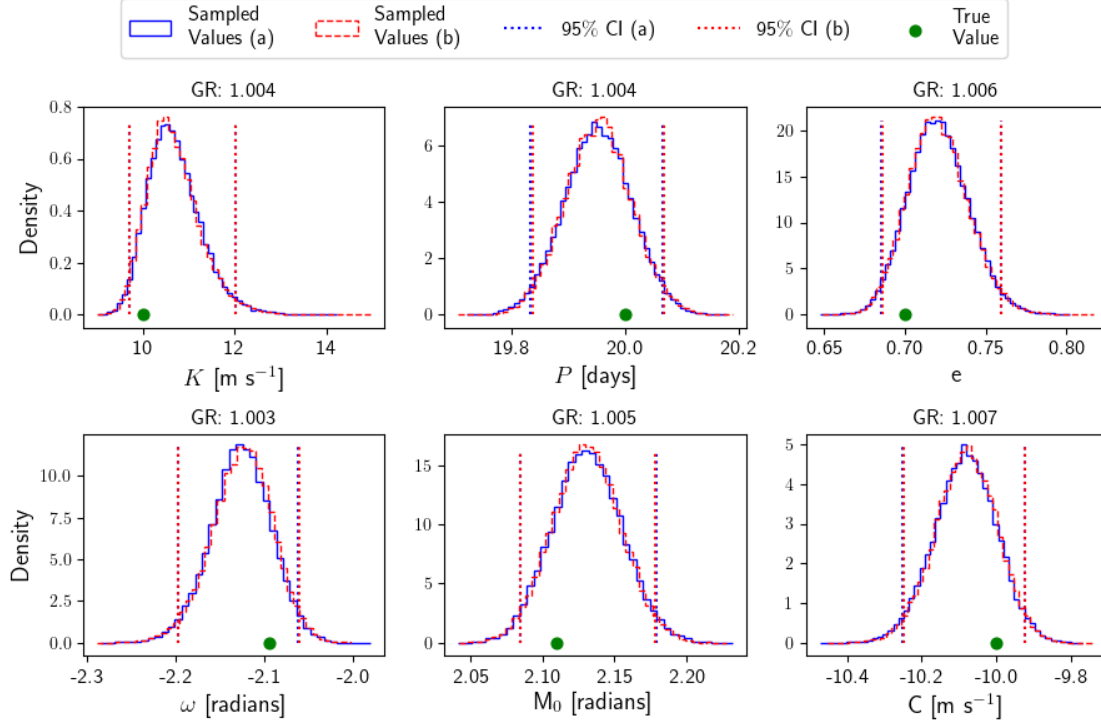 Sampled Values (a)
Sampled Values (b)
95% CI (a)
95% CI (b)
True Value
GR: 1.004
GR: 1.004
GR: 1.006
0.8
0.6
0.4
0.2
0.0
Density
10
12
14
K [m s⁻¹]
6
4
2
0
19.8
20.0
20.2
P [days]
20
15
10
5
0
0.65
0.70
0.75
0.80
e
GR: 1.003
GR: 1.005
GR: 1.007
10.0
7.5
5.0
2.5
0.0
Density
-2.3
-2.2
-2.1
-2.0
ω [radians]
15
10
5
0
2.05
2.10
2.15
2.20
M₀ [radians]
5
4
3
2
1
0
-10.4
-10.2
-10.0
-9.8
C [m s⁻¹]